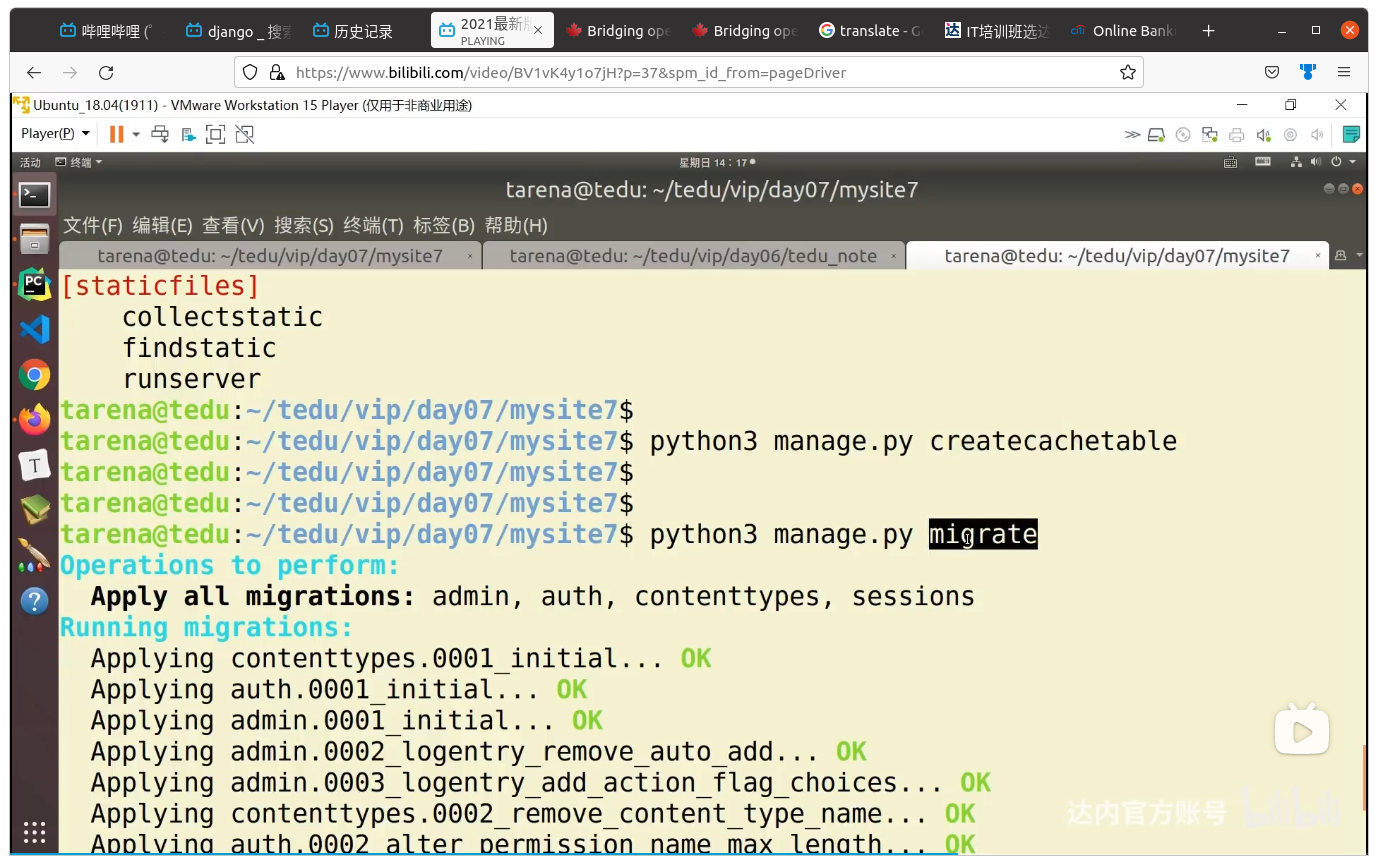 哔哩哔哩 (
django _ 搜
历史记录
2021最新
PLAYING
Bridging ope
Bridging ope
translate - G
IT培训班选达
Online Bank
https://www.bilibili.com/video/BV1vK4y1o7jH?p=37&spm_id_from=pageDriver
Ubuntu_18.04(1911) - VMware Workstation 15 Player (仅用于非商业用途)
Player(P)
活动
终端
星期日 14：17
tarena@tedu: ~/tedu/vip/day07/mysite7
文件(F) 编辑(E) 查看(V) 搜索(S) 终端(T) 标签(B) 帮助(H)
tarena@tedu: ~/tedu/vip/day07/mysite7
tarena@tedu: ~/tedu/vip/day06/tedu_note
tarena@tedu: ~/tedu/vip/day07/mysite7
[staticfiles]
collectstatic
findstatic
runserver
tarena@tedu:~/tedu/vip/day07/mysite7$
tarena@tedu:~/tedu/vip/day07/mysite7$ python3 manage.py createcachetable
tarena@tedu:~/tedu/vip/day07/mysite7$
tarena@tedu:~/tedu/vip/day07/mysite7$
tarena@tedu:~/tedu/vip/day07/mysite7$ python3 manage.py migrate
Operations to perform:
Apply all migrations: admin, auth, contenttypes, sessions
Running migrations:
Applying contenttypes.0001_initial... OK
Applying auth.0001_initial... OK
Applying admin.0001_initial... OK
Applying admin.0002_logentry_remove_auto_add... OK
Applying admin.0003_logentry_add_action_flag_choices... OK
Applying contenttypes.0002_remove_content_type_name... OK
Applying auth.0002_alter_permission_name_max_length... OK
达内官方账号
bilibili